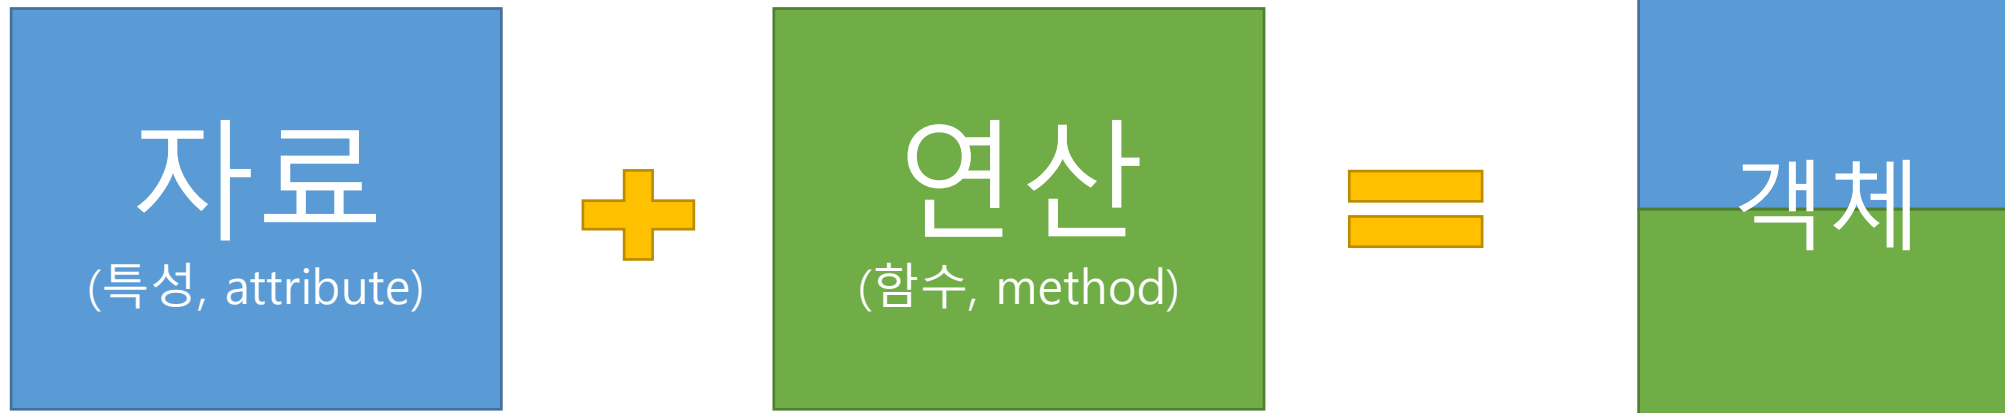 자료
(특성, attribute)
연산
(함수, method)
객체